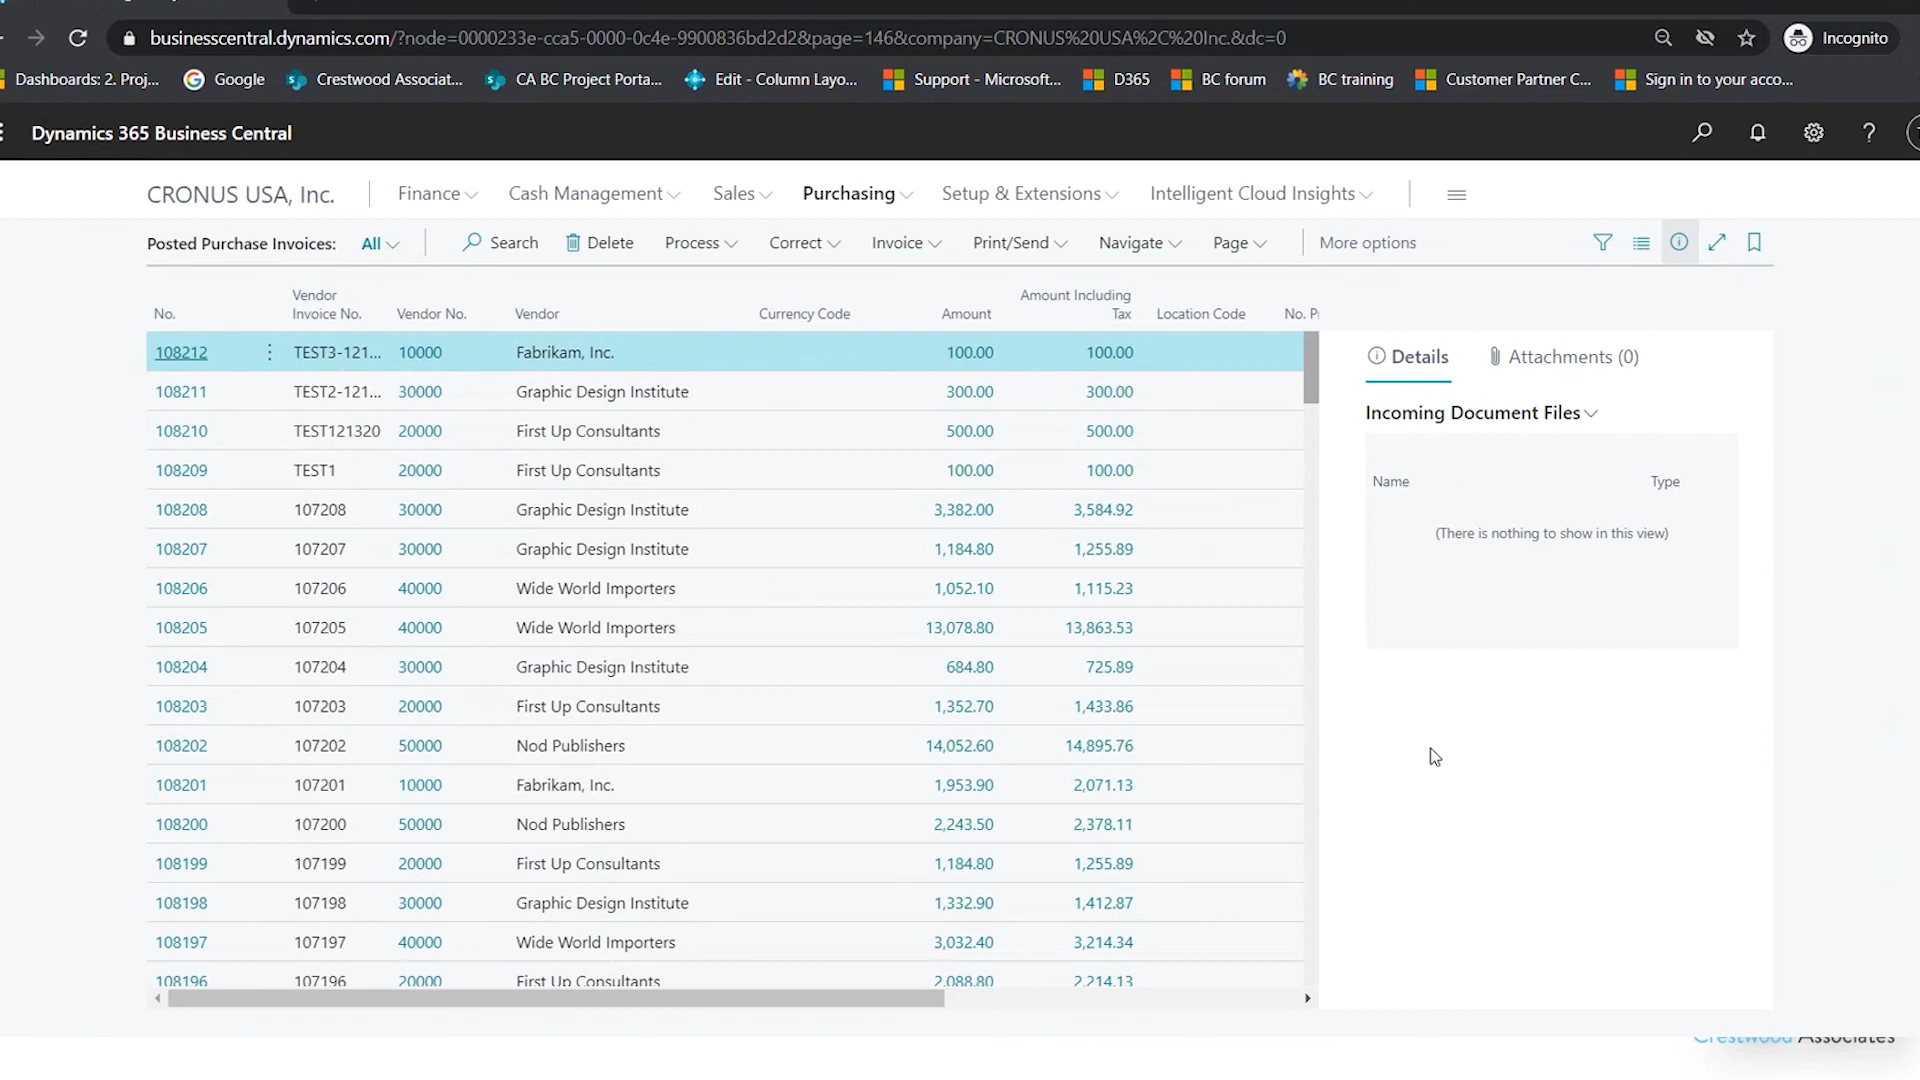 businesscentral.dynamics.com/?node=0000233e-cca5-0000-0c4e-9900836bd2d2&page=146&company=CRONUS%20USA%2C%20Inc.&dc=0
Incognito
Dashboards: 2. Proj...
Google
Crestwood Associat...
CA BC Project Porta...
Edit - Column Layo...
Support - Microsoft...
D365
BC forum
BC training
Customer Partner C...
Sign in to your acco...
Dynamics 365 Business Central
CRONUS USA, Inc.
Finance
Cash Management
Sales
Purchasing
Setup & Extensions
Intelligent Cloud Insights
Posted Purchase Invoices: All
Search
Delete
Process
Correct
Invoice
Print/Send
Navigate
Page
More options
No.
Vendor Invoice No.
Vendor No.
Vendor
Currency Code
Amount
Amount Including Tax
Location Code
No. P
108212 TEST3-121... 10000 Fabrikam, Inc. 100.00 100.00
108211 TEST2-121... 30000 Graphic Design Institute 300.00 300.00
108210 TEST121320 20000 First Up Consultants 500.00 500.00
108209 TEST1 20000 First Up Consultants 100.00 100.00
108208 107208 30000 Graphic Design Institute 3,382.00 3,584.92
108207 107207 30000 Graphic Design Institute 1,184.80 1,255.89
108206 107206 40000 Wide World Importers 1,052.10 1,115.23
108205 107205 40000 Wide World Importers 13,078.80 13,863.53
108204 107204 30000 Graphic Design Institute 684.80 725.89
108203 107203 20000 First Up Consultants 1,352.70 1,433.86
108202 107202 50000 Nod Publishers 14,052.60 14,895.76
108201 107201 10000 Fabrikam, Inc. 1,953.90 2,071.13
108200 107200 50000 Nod Publishers 2,243.50 2,378.11
108199 107199 20000 First Up Consultants 1,184.80 1,255.89
108198 107198 30000 Graphic Design Institute 1,332.90 1,412.87
108197 107197 40000 Wide World Importers 3,032.40 3,214.34
108196 107196 20000 First Up Consultants 2,088.80 2,214.13
Details
Attachments (0)
Incoming Document Files
Name Type
(There is nothing to show in this view)
Crestwood Associates